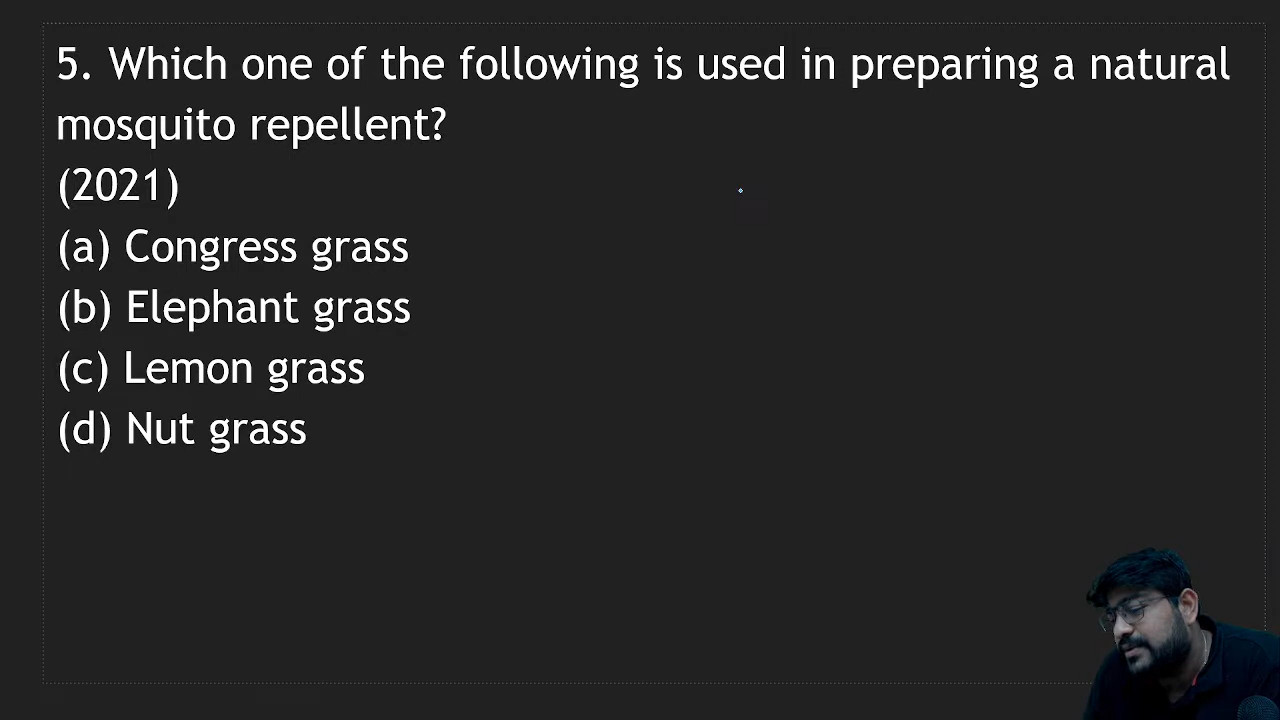 5. Which one of the following is used in preparing a natural
mosquito repellent?
(2021)
(a) Congress grass
(b) Elephant grass
(c) Lemon grass
(d) Nut grass